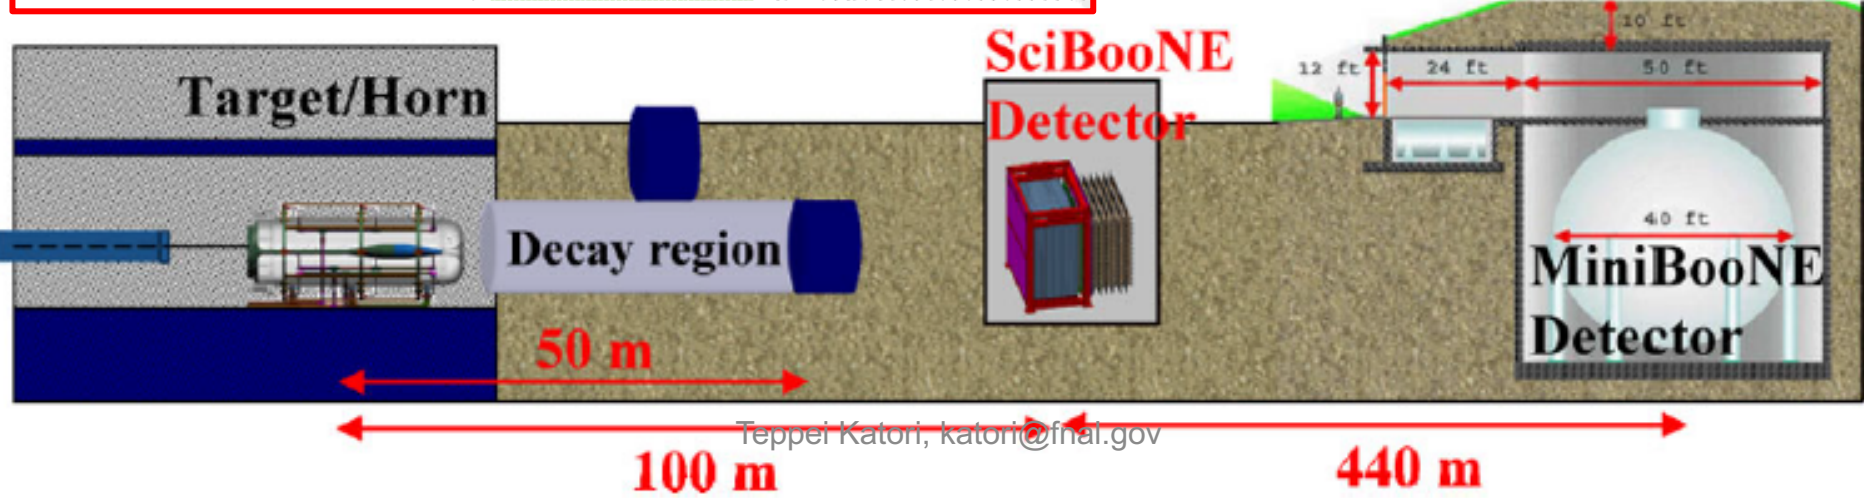 Target/Horn
SciBooNE
Detector
10 ft
12 ft
24 ft
50 ft
Decay region
40 ft
MiniBooNE
Detector
50 m
Teppei Katori, katori@fnal.gov
100 m
440 m